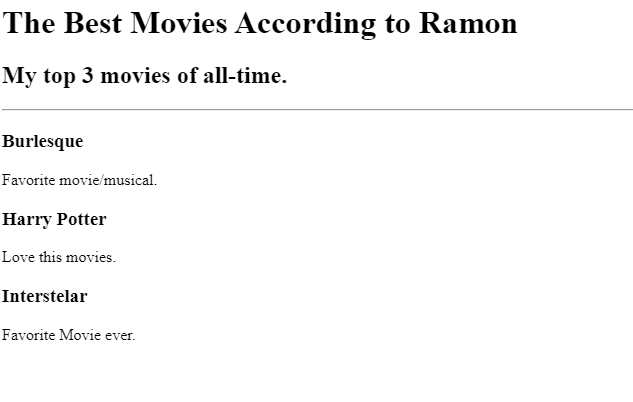 The Best Movies According to Ramon
My top 3 movies of all-time.
Burlesque
Favorite movie/musical.
Harry Potter
Love this movies.
Interstelar
Favorite Movie ever.